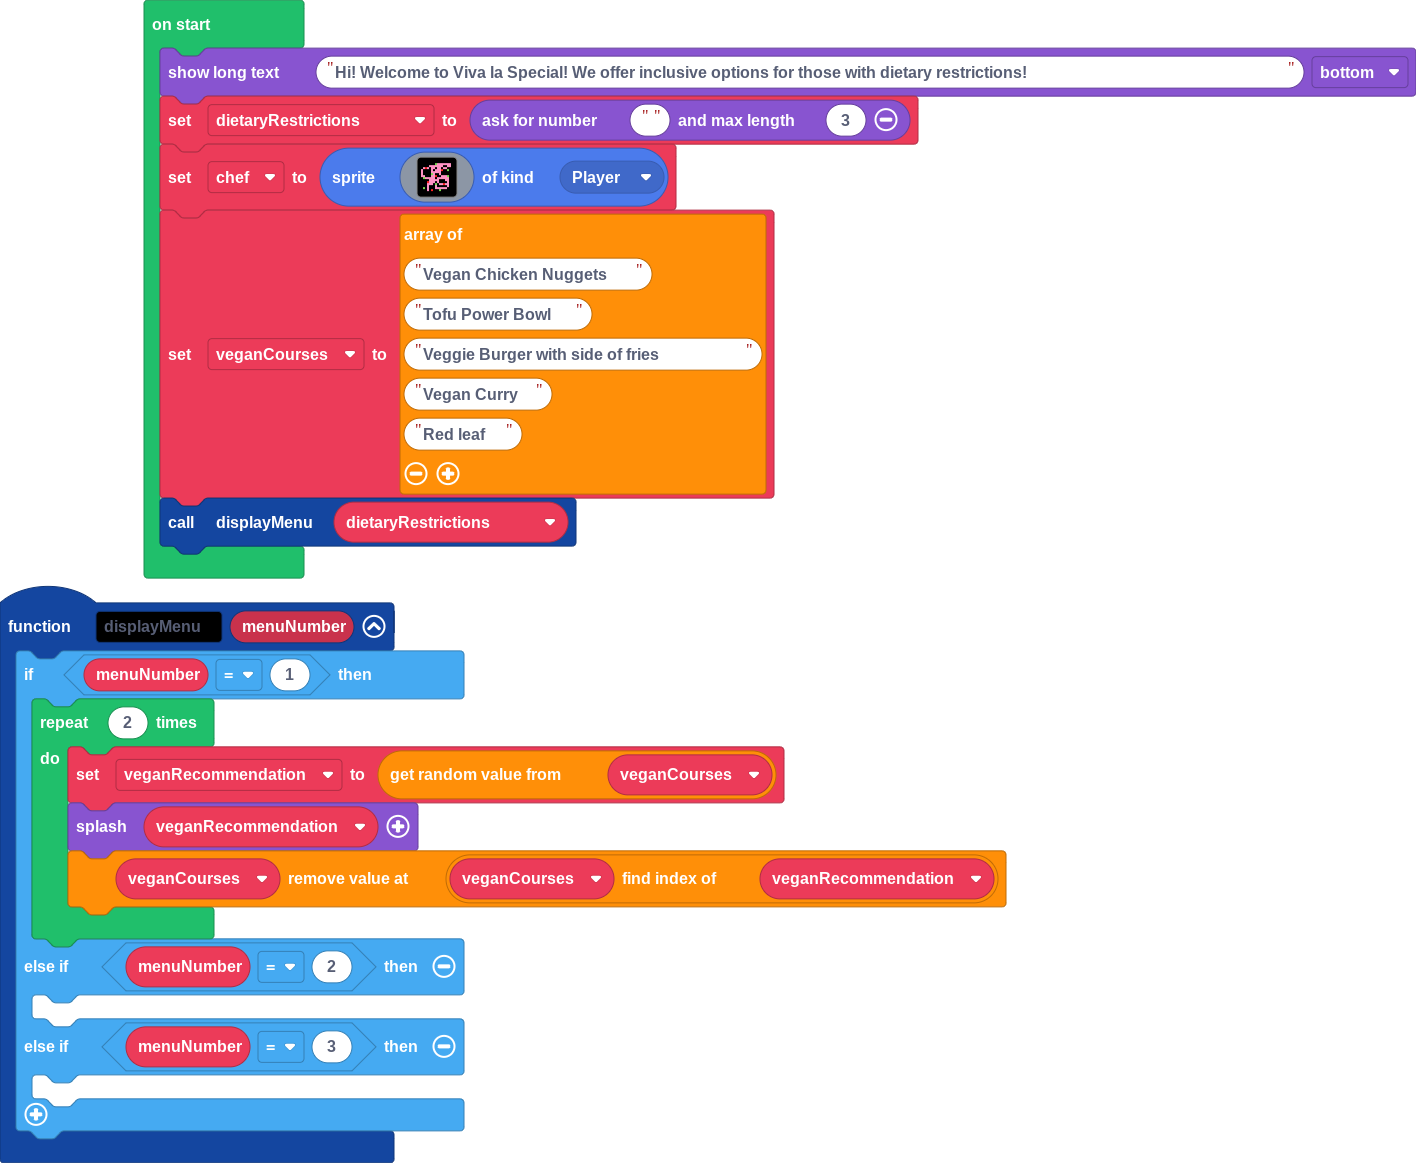 on start
show long text "Hi! Welcome to Viva la Special! We offer inclusive options for those with dietary restrictions!" bottom
set dietaryRestrictions to ask for number "" and max length 3
set chef to sprite of kind Player
array of
"Vegan Chicken Nuggets"
"Tofu Power Bowl"
set veganCourses to "Veggie Burger with side of fries"
"Vegan Curry"
"Red leaf"
call displayMenu dietaryRestrictions
function displayMenu menuNumber
if menuNumber = 1 then
repeat 2 times
do
set veganRecommendation to get random value from veganCourses
splash veganRecommendation
veganCourses remove value at veganCourses find index of veganRecommendation
else if menuNumber = 2 then
else if menuNumber = 3 then